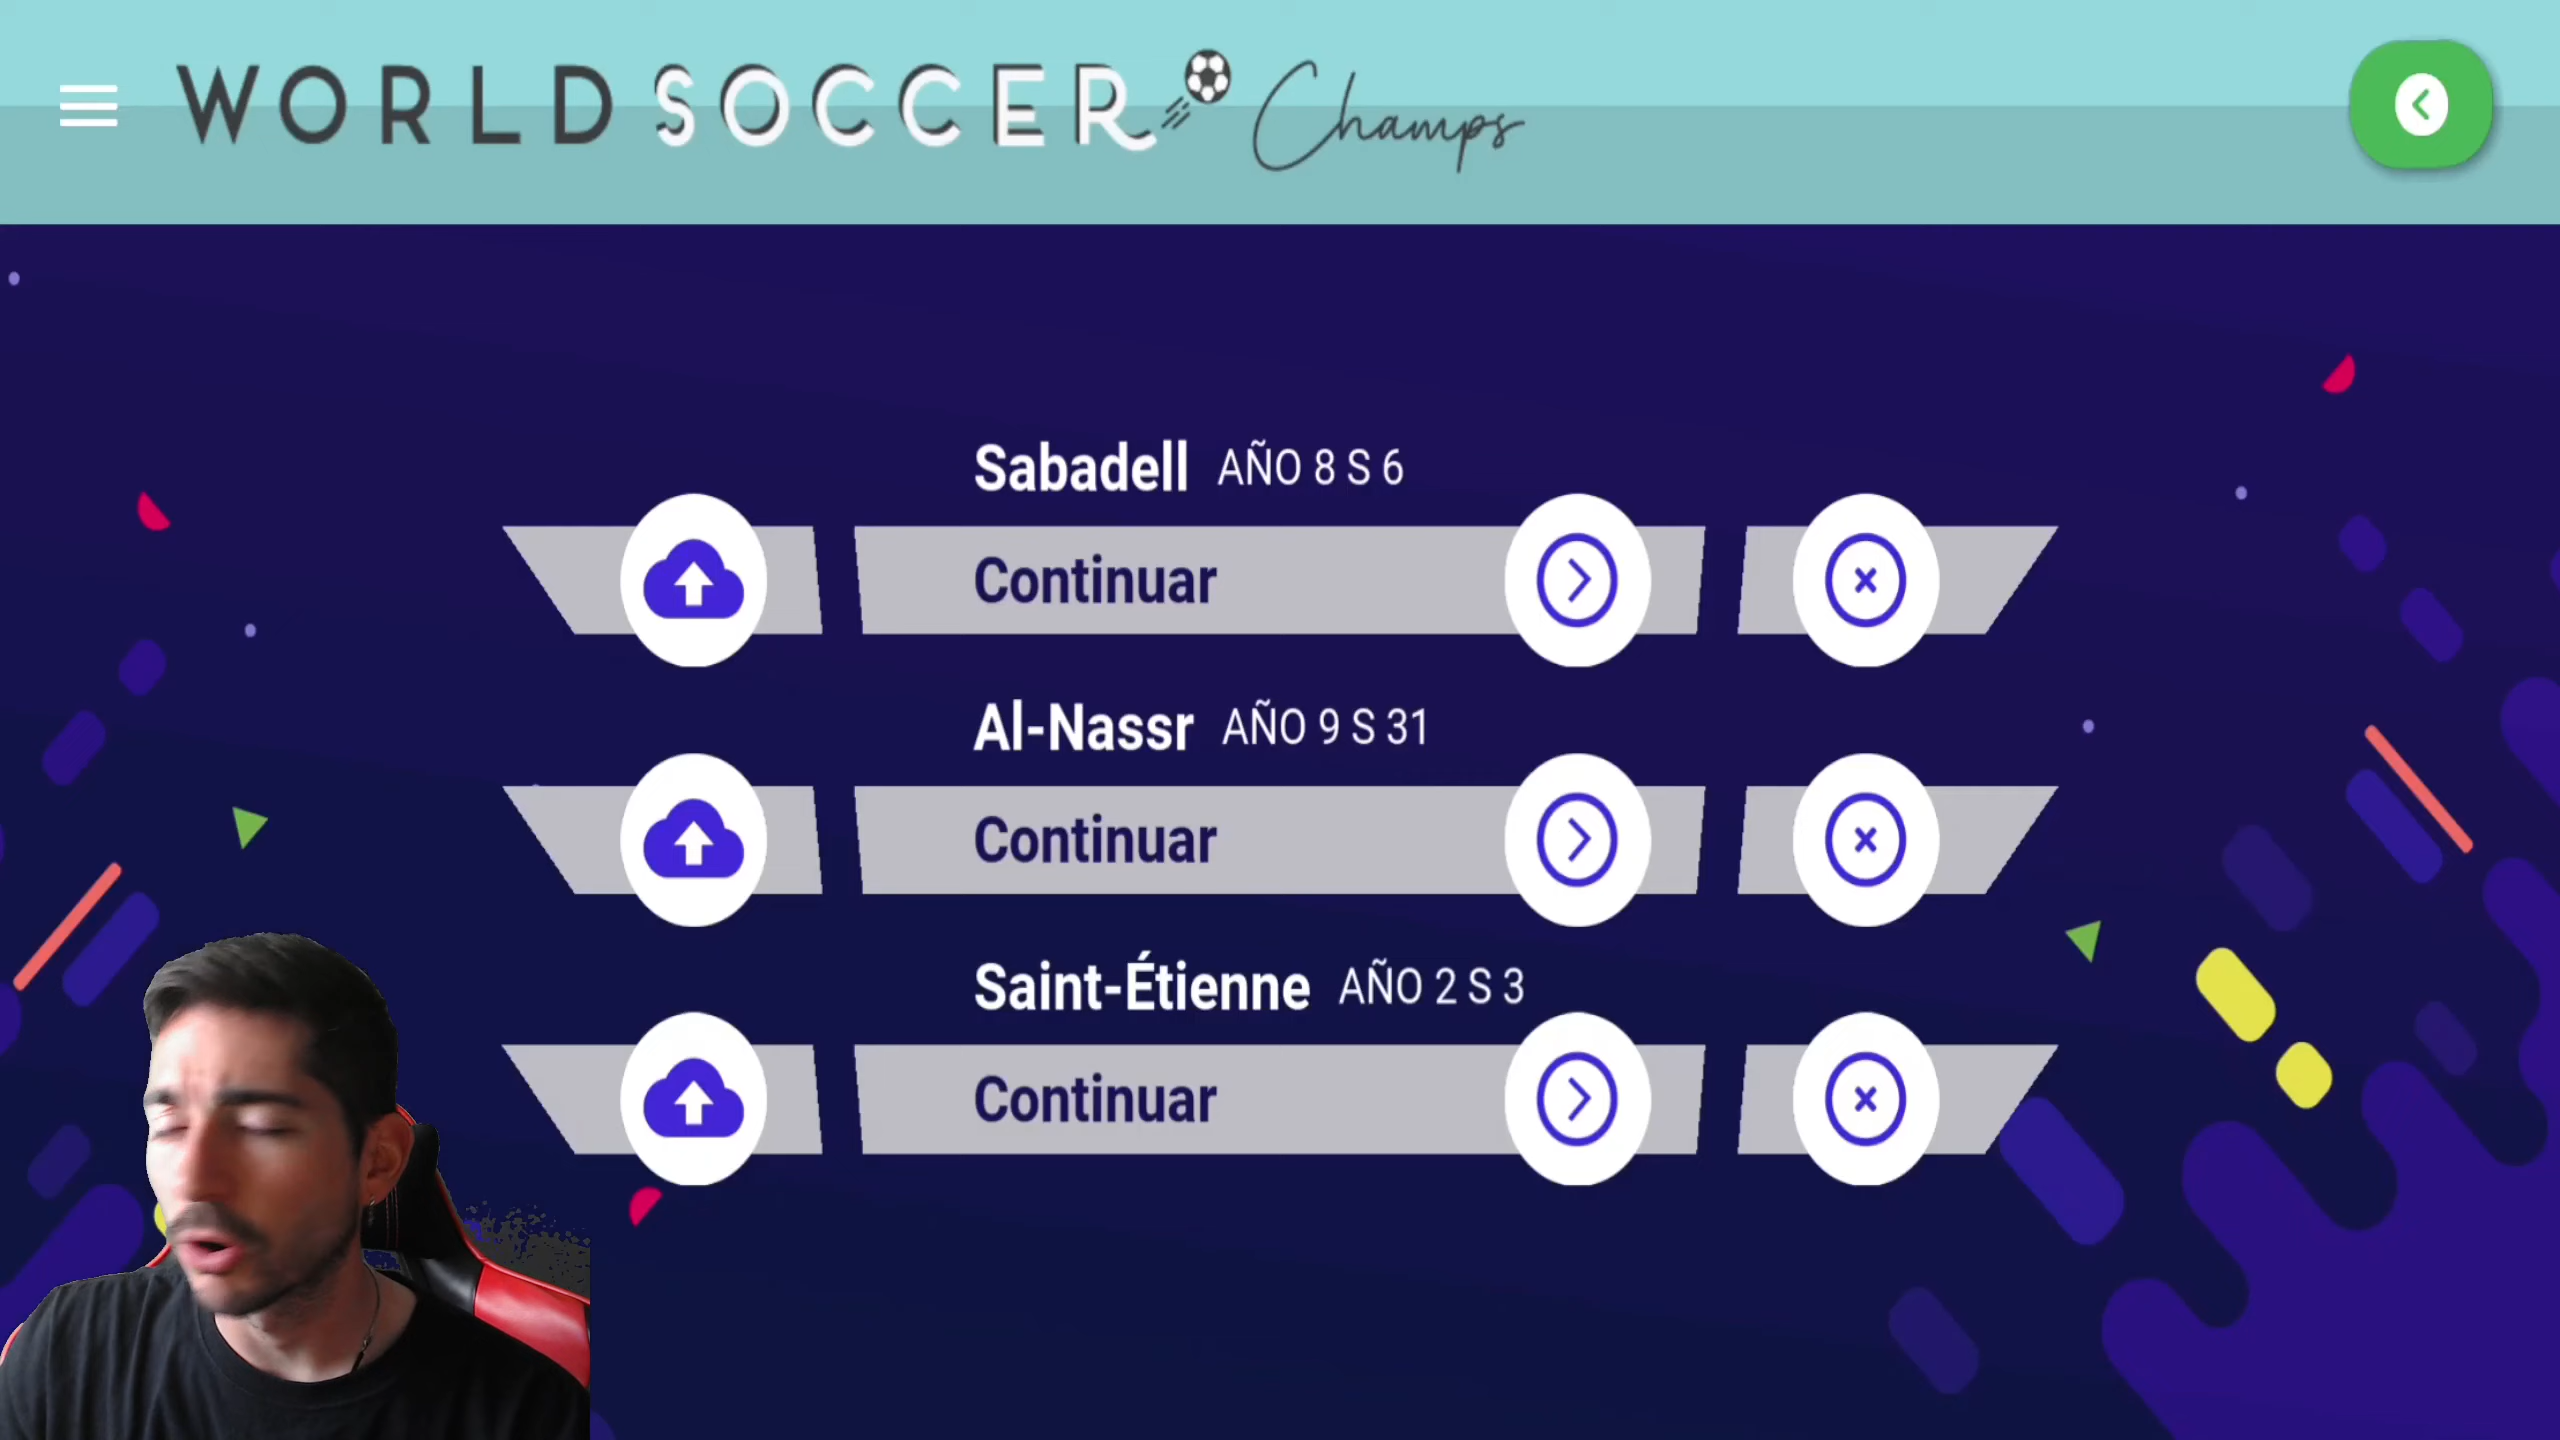 WORLD SOCCER Champs
Sabadell AÑO 8 S 6
Continuar
Al-Nassr AÑO 9 S 31
Continuar
Saint-Étienne AÑO 2 S 3
Continuar